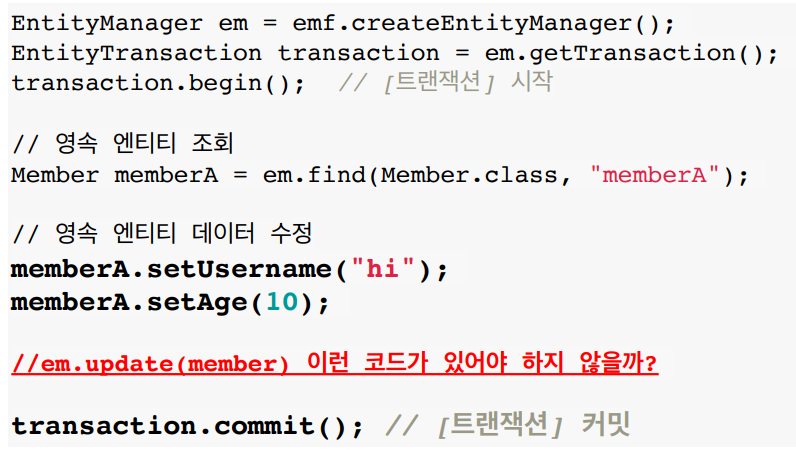 EntityManager em = emf.createEntityManager();
EntityTransaction transaction = em.getTransaction();
transaction.begin();  // [트랜잭션] 시작
// 영속 엔티티 조회
Member memberA = em.find(Member.class, "memberA");
// 영속 엔티티 데이터 수정
memberA.setUsername("hi");
memberA.setAge(10);
//em.update(member) 이런 코드가 있어야 하지 않을까?
transaction.commit(); // [트랜잭션] 커밋